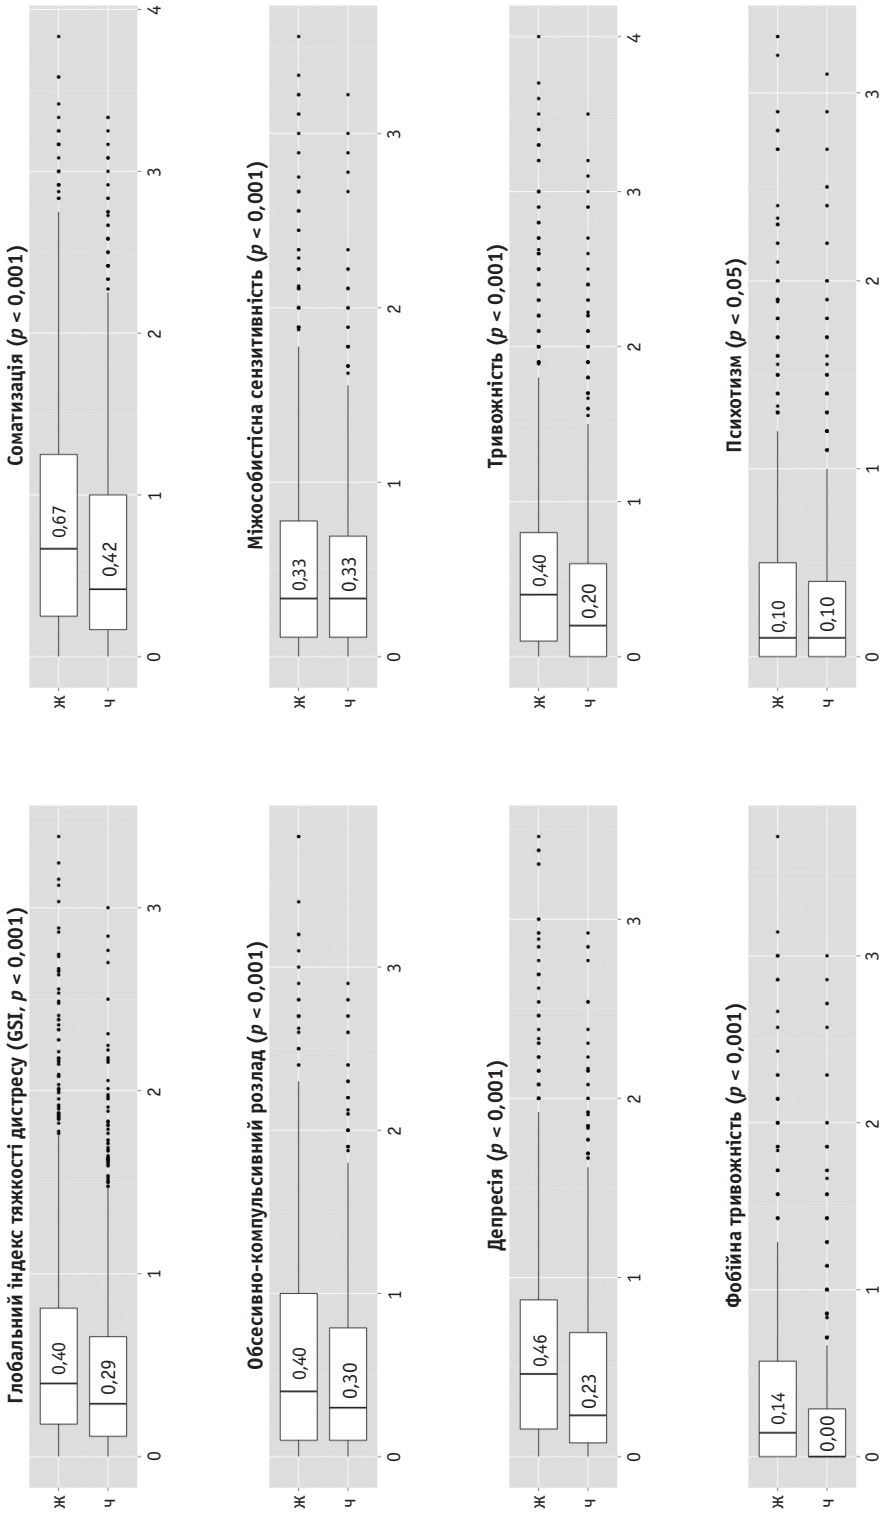 Глобальний індекс тяжкості дистресу (GSI, p < 0,001)
Ж
0,40
Ч
0,29
0 1 2 3
Соматизація (p < 0,001)
Ж
0,67
Ч
0,42
0 1 2 3 4
Обсесивно-компульсивний розлад (p < 0,001)
Ж
0,40
Ч
0,30
0 1 2 3
Міжособистісна сензитивність (p < 0,001)
Ж
0,33
Ч
0,33
0 1 2 3
Депресія (p < 0,001)
Ж
0,46
Ч
0,23
0 1 2 3
Тривожність (p < 0,001)
Ж
0,40
Ч
0,20
0 1 2 3 4
Фобійна тривожність (p < 0,001)
Ж
0,14
Ч
0,00
0 1 2 3
Психотизм (p < 0,05)
Ж
0,10
Ч
0,10
0 1 2 3